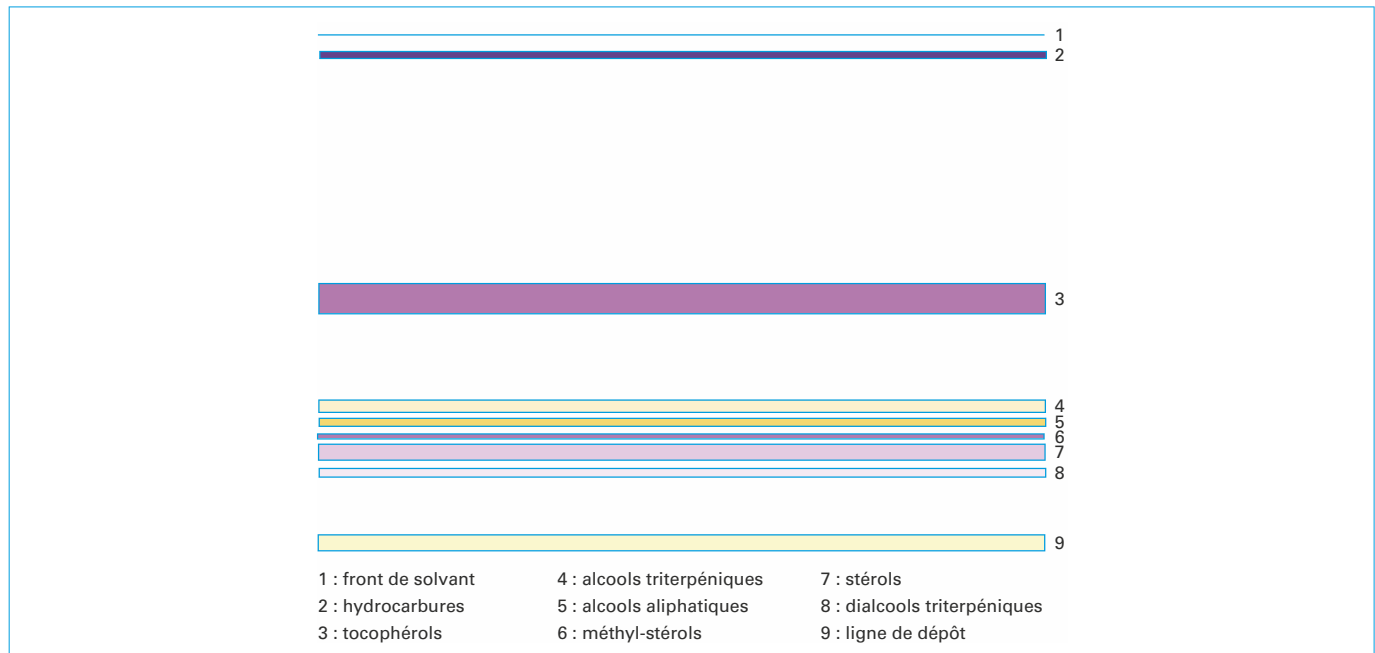 1
2
3
4
5
6
7
8
9
1 : front de solvant
2 : hydrocarbures
3 : tocophérols
4 : alcools triterpéniques
5 : alcools aliphatiques
6 : méthyl-stérols
7 : stérols
8 : dialcools triterpéniques
9 : ligne de dépôt